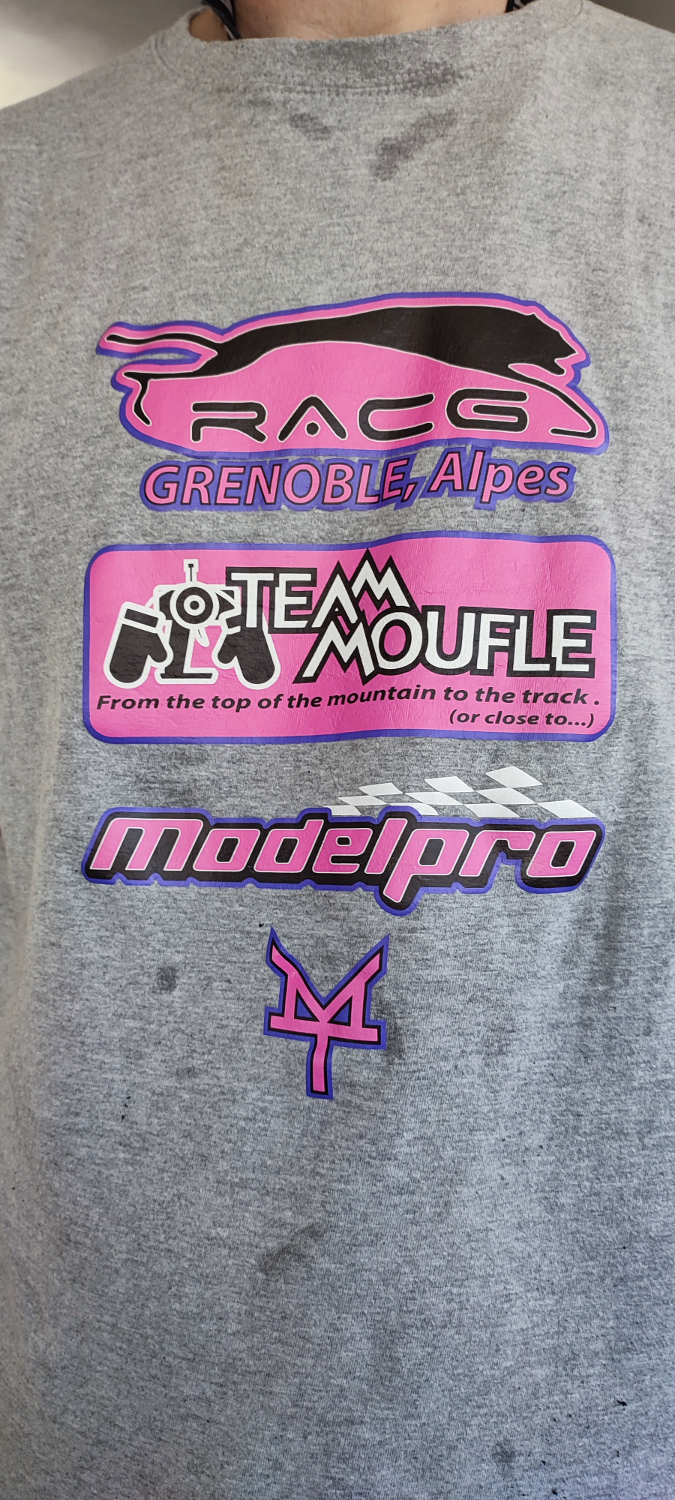 RACG
GRENOBLE, Alpes
TEAM
MOUFLE
From the top of the mountain to the track .
(or close to...)
modelpro